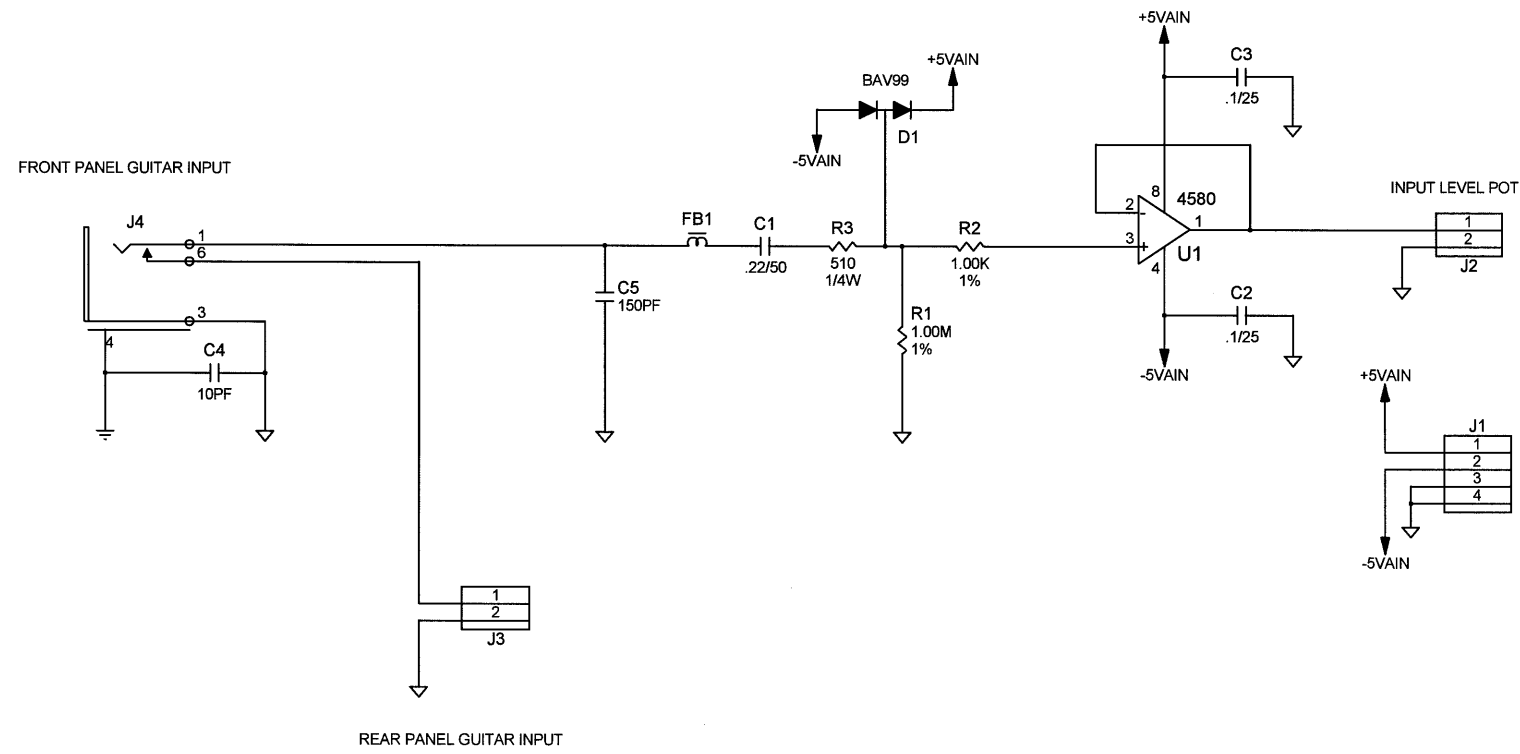 +5VAIN
C3
.1/25
BAV99
+5VAIN
D1
-5VAIN
FRONT PANEL GUITAR INPUT
J4
1
6
3
4
C4
10PF
C5
150PF
FB1
C1
.22/50
R3
510
1/4W
R2
1.00K
1%
R1
1.00M
1%
8
4580
2
-
3
+
1
4
U1
C2
.1/25
-5VAIN
INPUT LEVEL POT
1
2
J2
+5VAIN
J1
1
2
3
4
-5VAIN
1
2
J3
REAR PANEL GUITAR INPUT